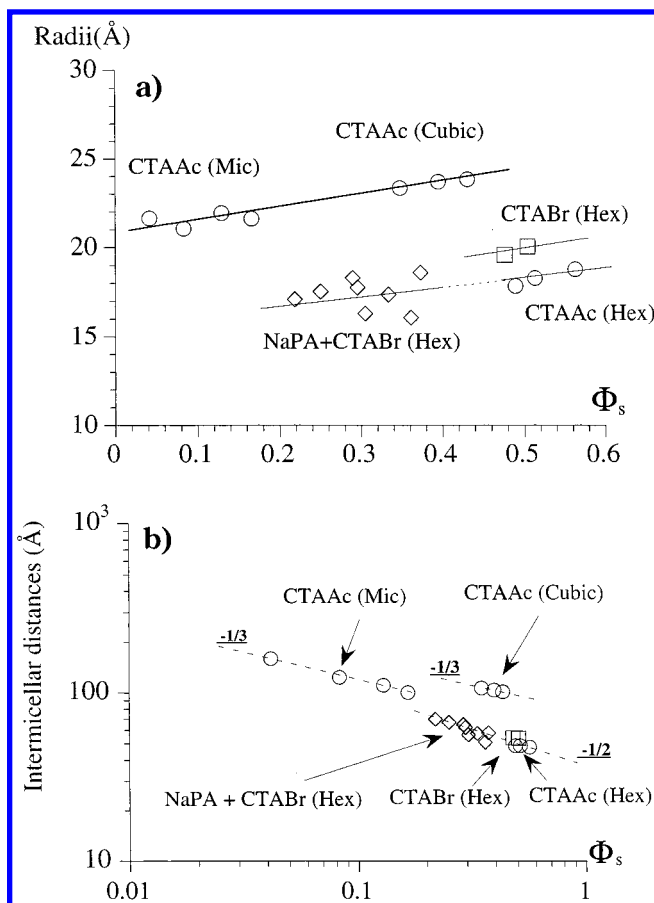 Radii(Å)
30
a)
CTAAc (Cubic)
CTAAc (Mic)
25
CTABr (Hex)
20
CTAAc (Hex)
15
NaPA+CTABr (Hex)
Φs
10
0 0.1 0.2 0.3 0.4 0.5 0.6
Intermicellar distances (Å)
10³
b)
CTAAc (Mic)
CTAAc (Cubic)
-1/3
-1/3
100
-1/2
NaPA + CTABr (Hex)
CTABr (Hex)
CTAAc (Hex)
10
Φs
0.01 0.1 1